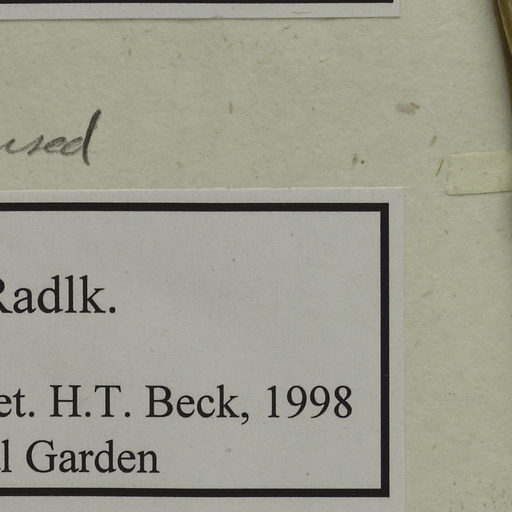 Radlk.
et. H.T. Beck, 1998
l Garden